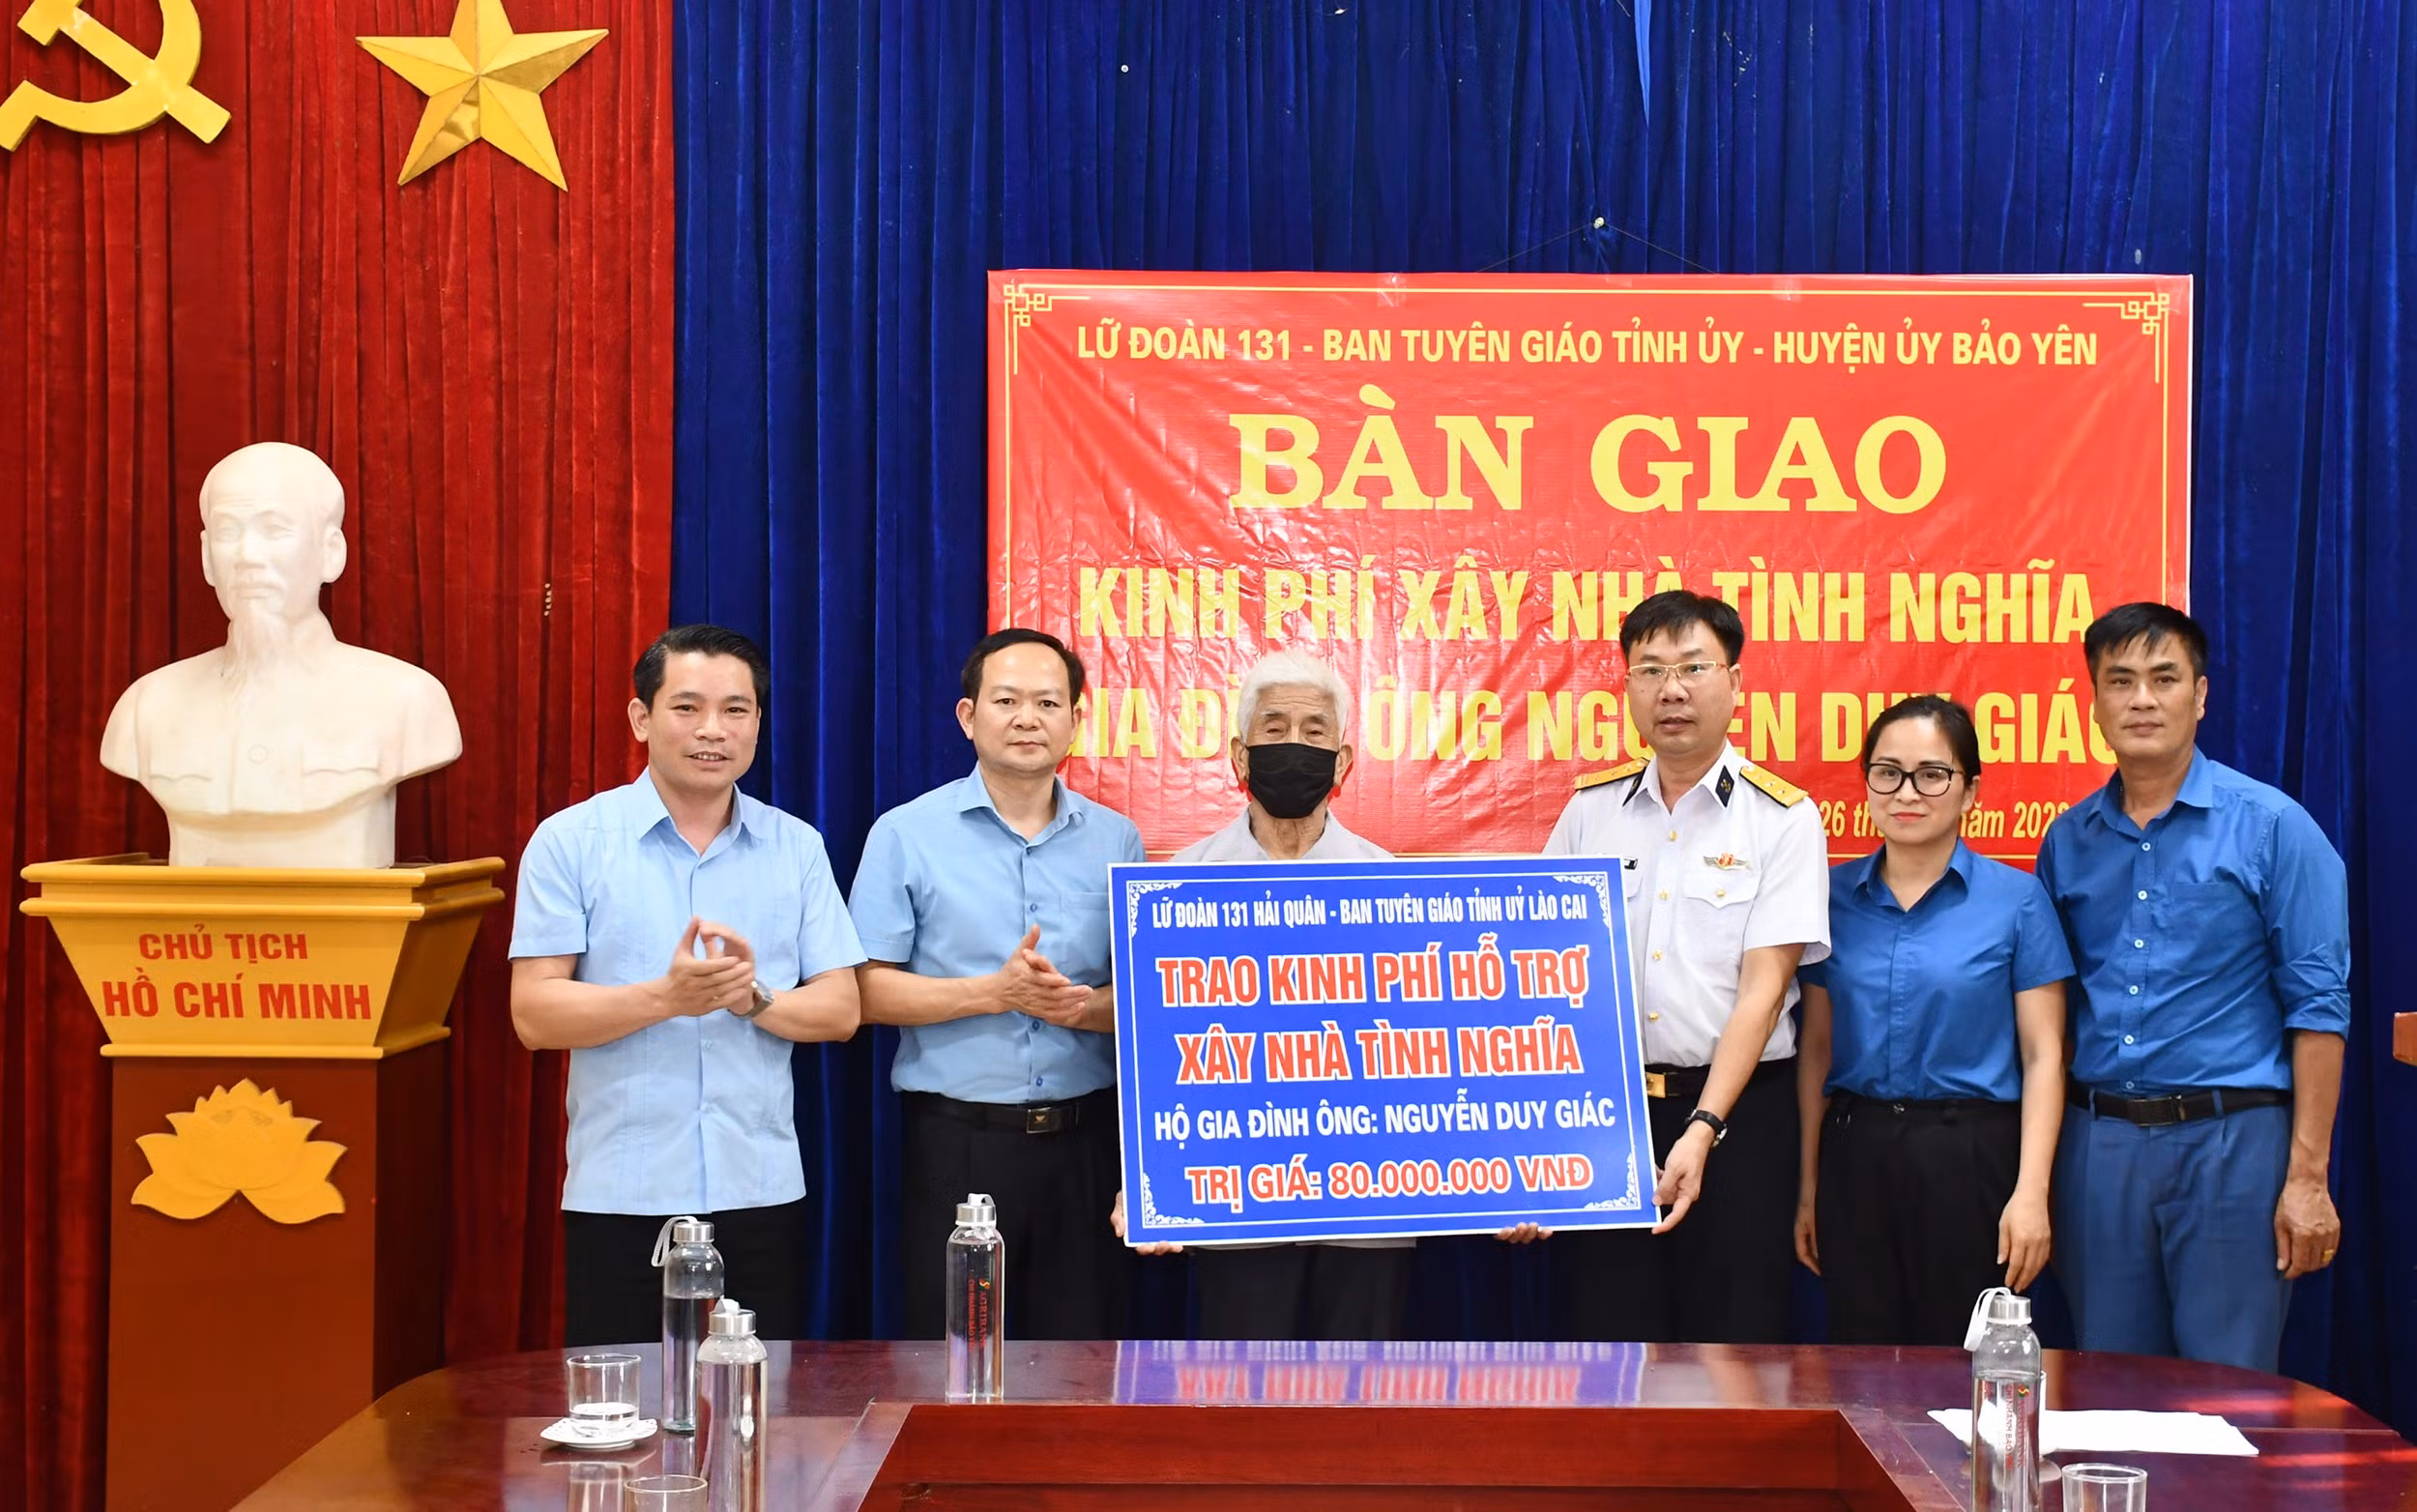 LỮ ĐOÀN 131 - BAN TUYÊN GIÁO TỈNH ỦY - HUYỆN ỦY BẢO YÊN
BÀN GIAO
KINH PHÍ XÂY NHÀ TÌNH NGHĨA
ÔNG DUY GIÁC
26 năm
LỮ ĐOÀN 131 HẢI QUÂN - BAN TUYÊN GIÁO TỈNH UỶ LÀO CAI
TRAO KINH PHÍ HỖ TRỢ
XÂY NHÀ TÌNH NGHĨA
HỘ GIA ĐÌNH ÔNG: NGUYỄN DUY GIÁC
TRỊ GIÁ: 80.000.000 VNĐ
CHỦ TỊCH
HỒ CHÍ MINH